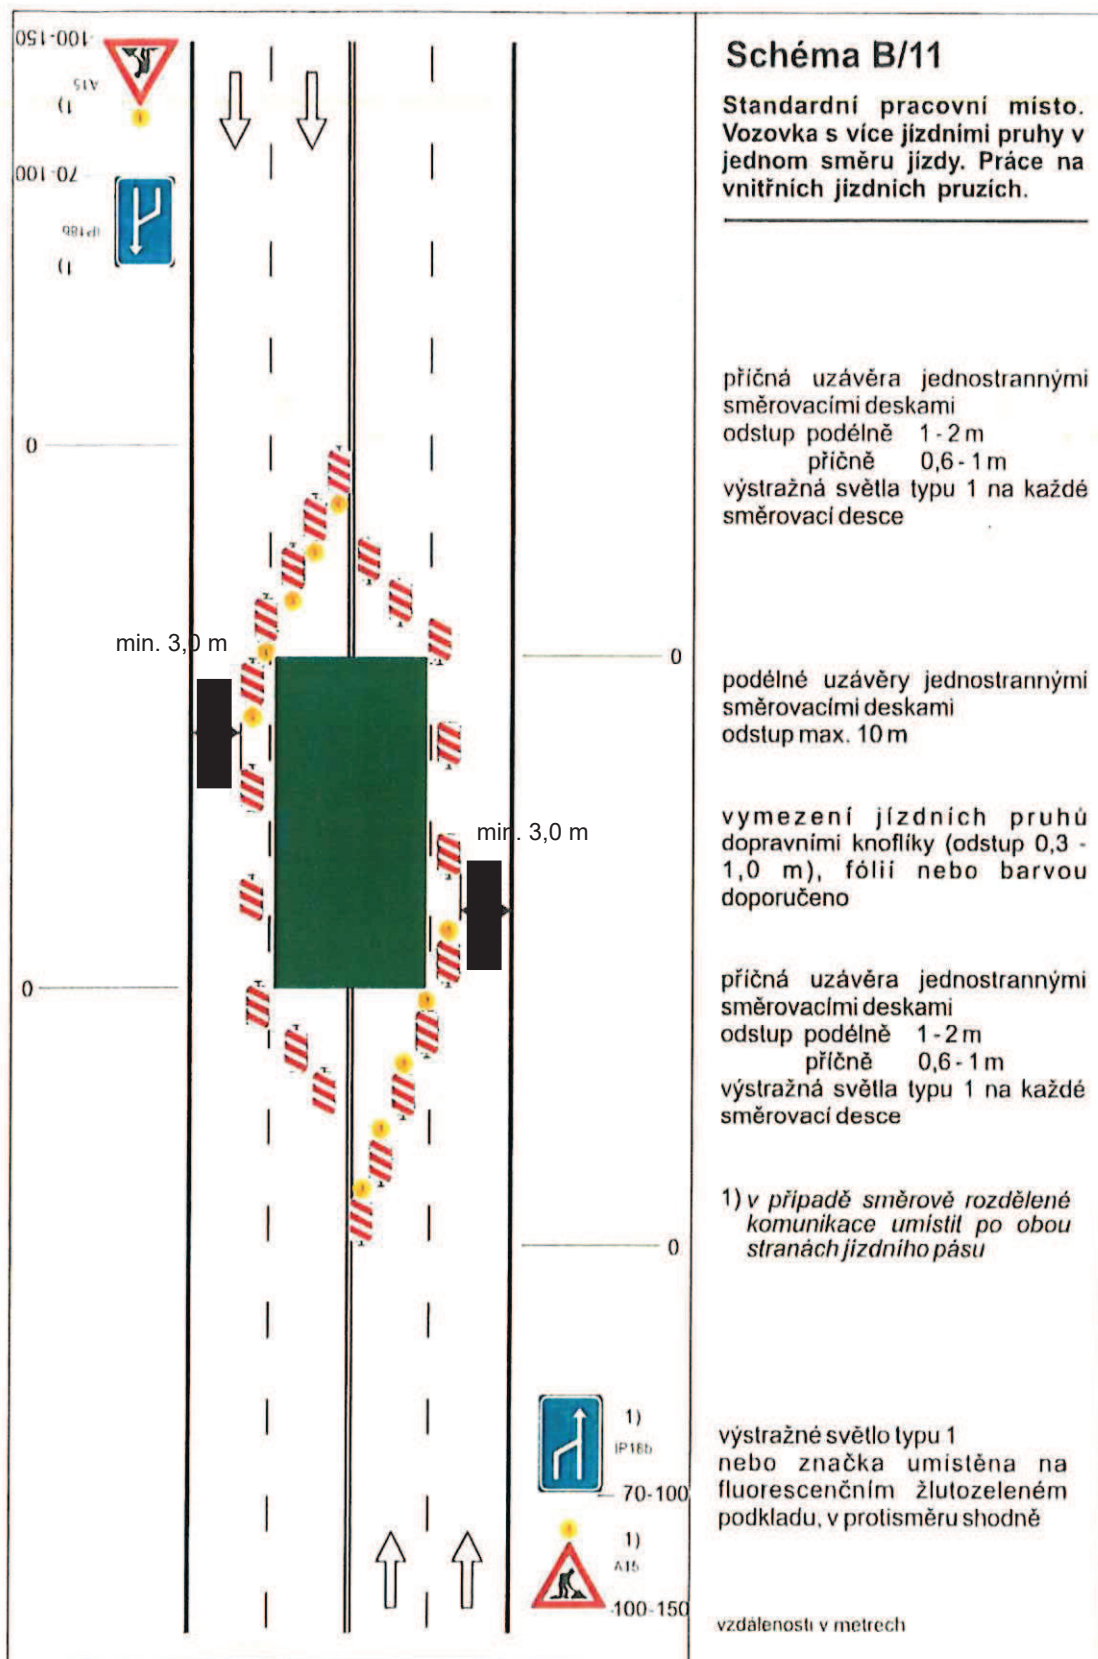 100-150
A15
1)
70-100
IP18b
1)
0
min. 3,0 m
0
min. 3,0 m
0
0
1)
IP18b
70-100
1)
A15
100-150
Schéma B/11
Standardní pracovní místo.
Vozovka s více jízdními pruhy v
jednom směru jízdy. Práce na
vnitřních jízdních pruzích.
příčná uzávěra jednostrannými
směrovacími deskami
odstup podélně 1 - 2 m
příčně 0,6 - 1 m
výstražná světla typu 1 na každé
směrovací desce
podélné uzávěry jednostrannými
směrovacími deskami
odstup max. 10 m
vymezení jízdních pruhů
dopravními knoflíky (odstup 0,3 -
1,0 m), fólií nebo barvou
doporučeno
příčná uzávěra jednostrannými
směrovacími deskami
odstup podélně 1 - 2 m
příčně 0,6 - 1 m
výstražná světla typu 1 na každé
směrovací desce
1) v případě směrově rozdělené
komunikace umístit po obou
stranách jízdního pásu
výstražné světlo typu 1
nebo značka umístěna na
fluorescenčním žlutozeleném
podkladu, v protisměru shodně
vzdálenosti v metrech